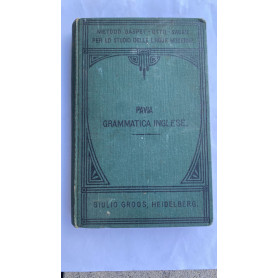 METODO GASPEY-OTTO-SAUER
PER LO STUDIO DELLE LINGUE MODERNE
PAVIA
GRAMMATICA INGLESE.
GIULIO GROOS, HEIDELBERG.